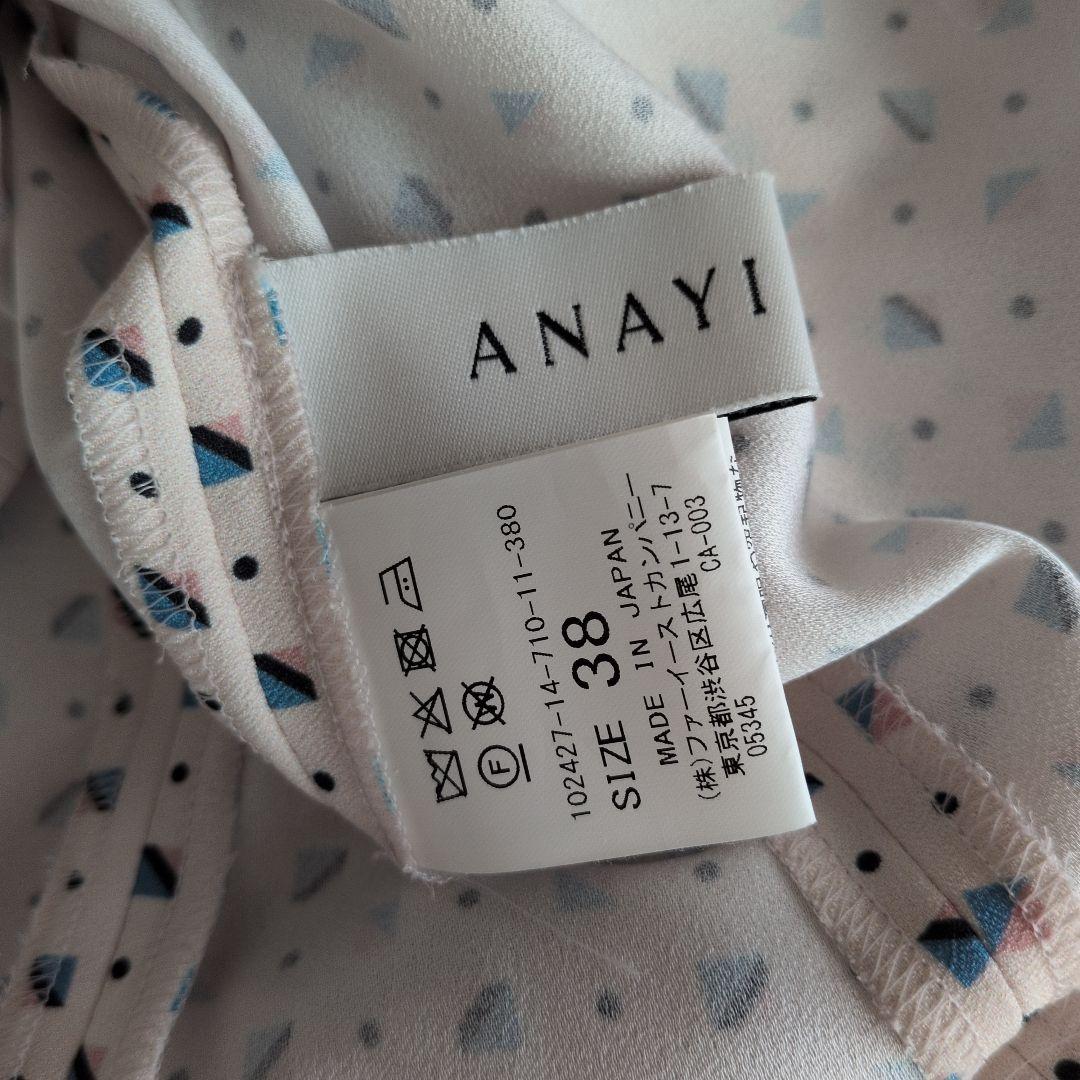 ANAYI
F
102427-14-710-11-380
SIZE 38
MADE IN JAPAN
(株)ファーイーストカンパニー
東京都渋谷区広尾1-13-7
05345 CA-003